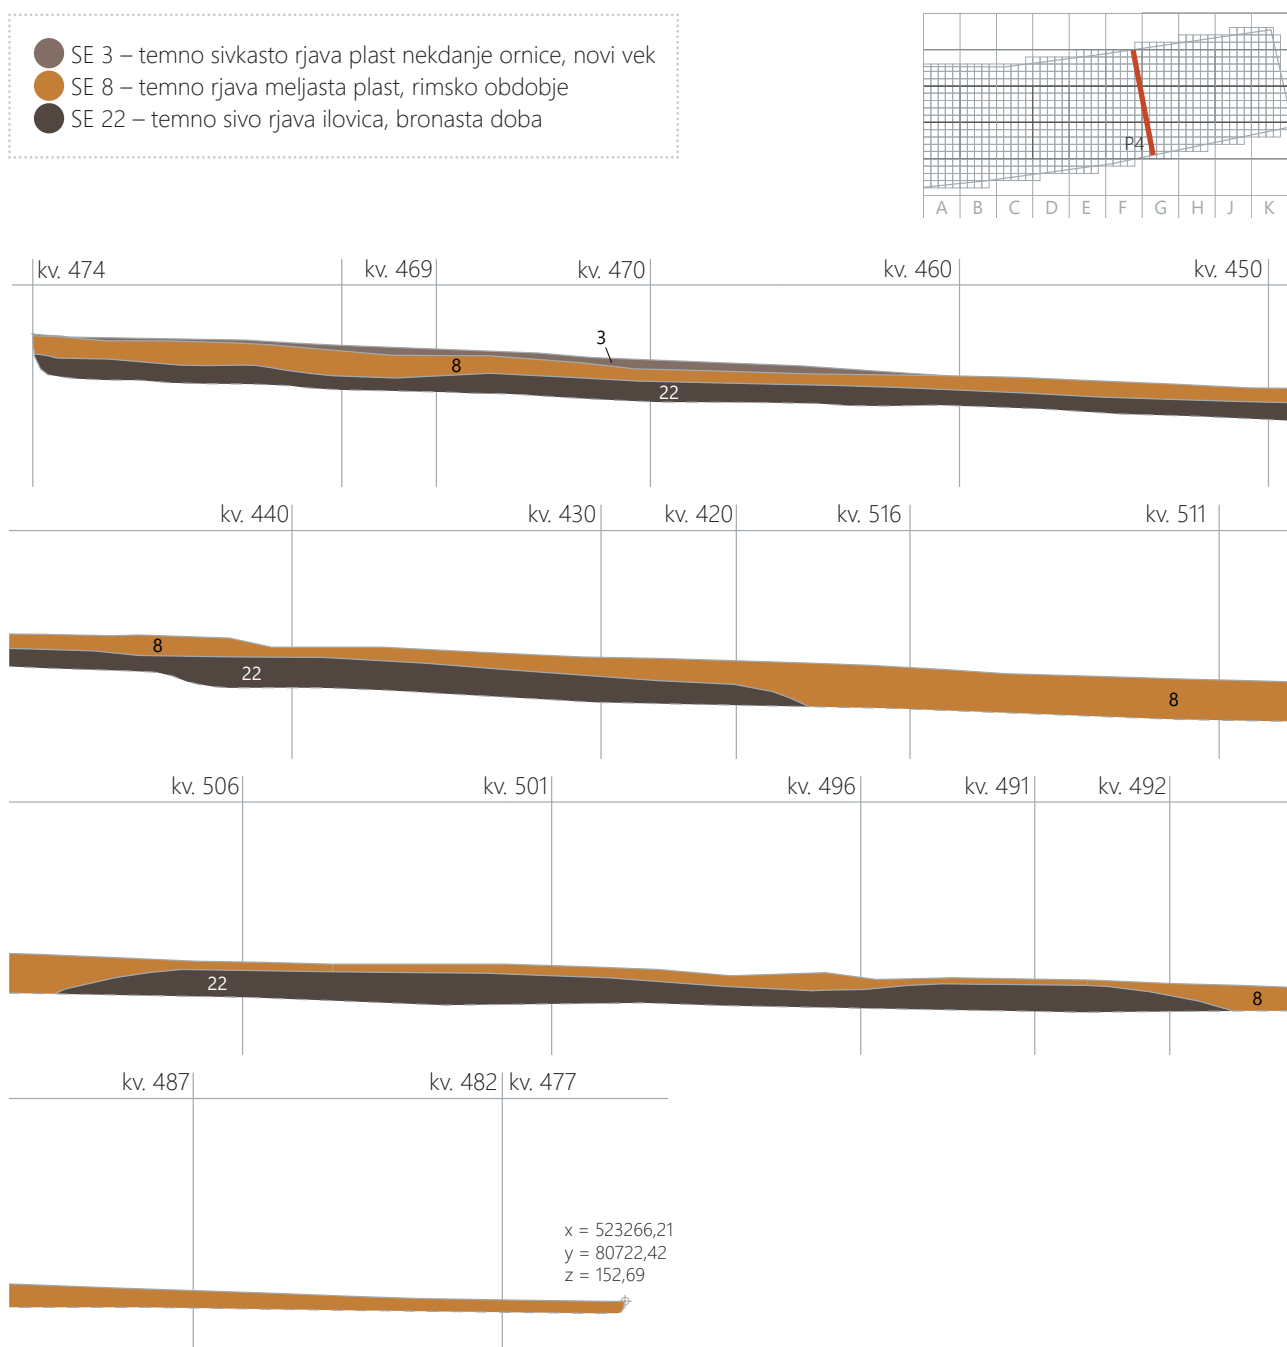 SE 3 – temno sivkasto rjava plast nekdanje ornice, novi vek
SE 8 – temno rjava meljasta plast, rimsko obdobje
SE 22 – temno sivo rjava ilovica, bronasta doba
P4
A B C D E F G H J K
kv. 474 kv. 469 kv. 470 kv. 460 kv. 450
3
8
22
kv. 440 kv. 430 kv. 420 kv. 516 kv. 511
8
22
8
kv. 506 kv. 501 kv. 496 kv. 491 kv. 492
22
8
kv. 487 kv. 482 kv. 477
x = 523266,21
y = 80722,42
z = 152,69